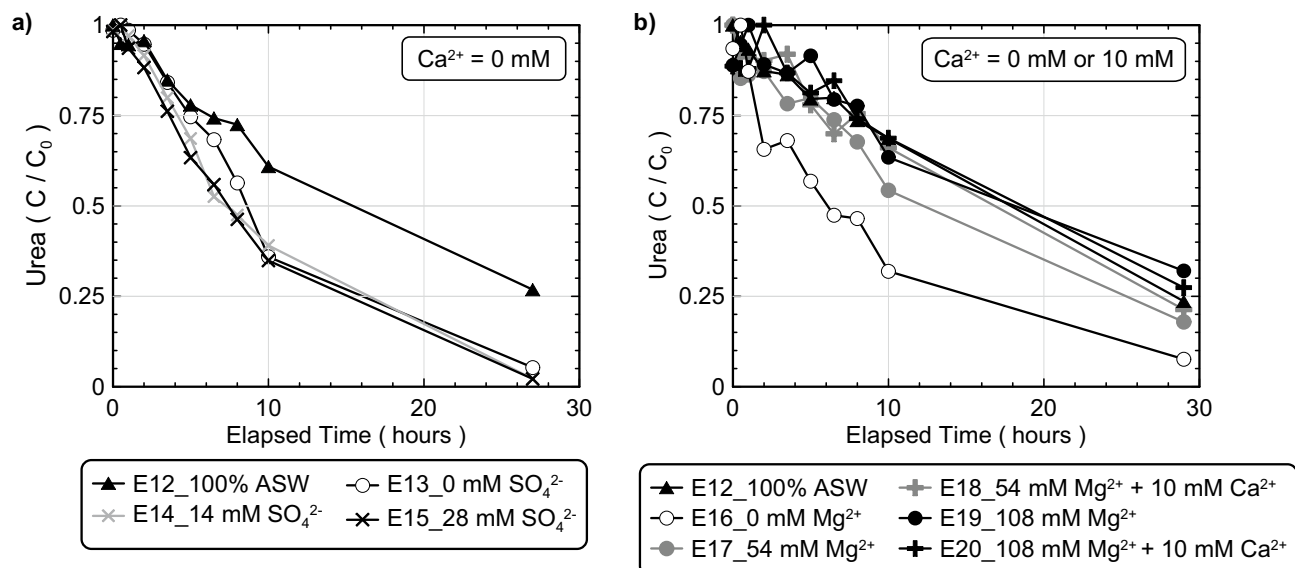 a)
Ca²⁺ = 0 mM
1
0.75
0.5
0.25
0
Urea ( C / C₀ )
0 10 20 30
Elapsed Time ( hours )
E12_100% ASW E13_0 mM SO₄²⁻
E14_14 mM SO₄²⁻ E15_28 mM SO₄²⁻
b)
Ca²⁺ = 0 mM or 10 mM
1
0.75
0.5
0.25
0
Urea ( C / C₀ )
0 10 20 30
Elapsed Time ( hours )
E12_100% ASW E18_54 mM Mg²⁺ + 10 mM Ca²⁺
E16_0 mM Mg²⁺ E19_108 mM Mg²⁺
E17_54 mM Mg²⁺ E20_108 mM Mg²⁺ + 10 mM Ca²⁺